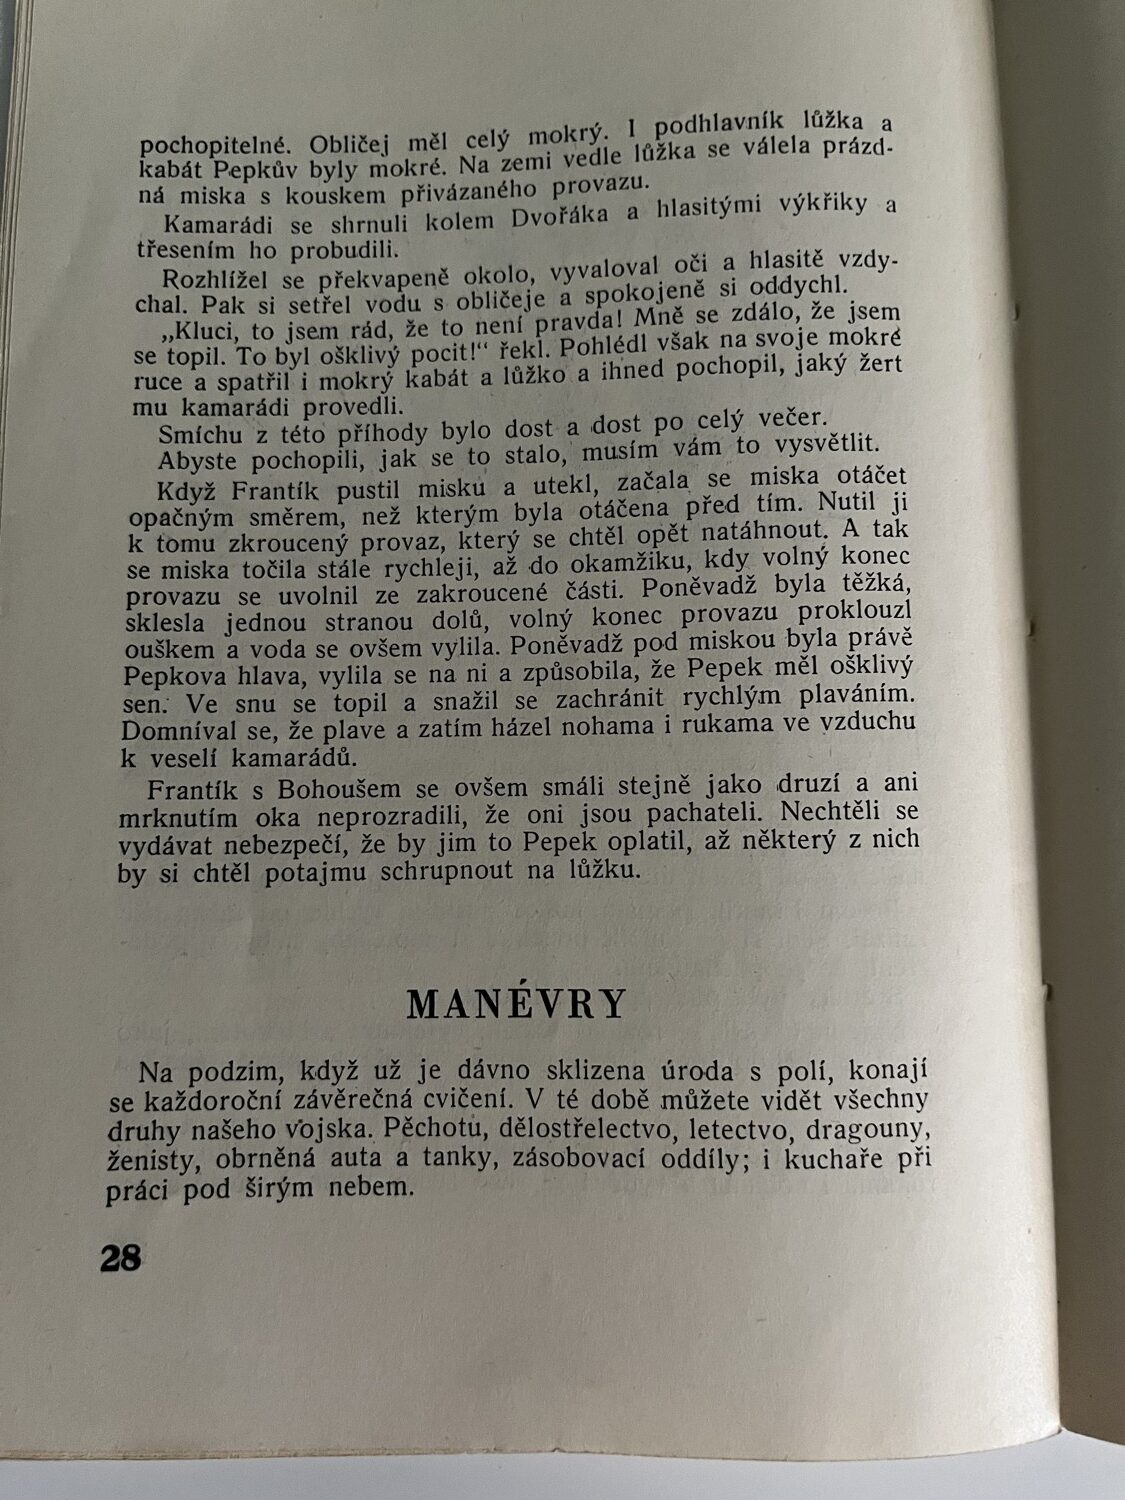 pochopitelné. Obličej měl celý mokrý. I podhlavník lůžka a
kabát Pepkův byly mokré. Na zemi vedle lůžka se válela prázd-
ná miska s kouskem přivázaného provazu.
Kamarádi se shrnuli kolem Dvořáka a hlasitými výkřiky a
třesením ho probudili.
Rozhlížel se překvapeně okolo, vyvaloval oči a hlasitě vzdy-
chal. Pak si setřel vodu s obličeje a spokojeně si oddychl.
„Kluci, to jsem rád, že to není pravda! Mně se zdálo, že jsem
se topil. To byl ošklivý pocit!“ řekl. Pohlédl však na svoje mokré
ruce a spatřil i mokrý kabát a lůžko a ihned pochopil, jaký žert
mu kamarádi provedli.
Smíchu z této příhody bylo dost a dost po celý večer.
Abyste pochopili, jak se to stalo, musím vám to vysvětlit.
Když Frantík pustil misku a utekl, začala se miska otáčet
opačným směrem, než kterým byla otáčena před tím. Nutil ji
k tomu zkroucený provaz, který se chtěl opět natáhnout. A tak
se miska točila stále rychleji, až do okamžiku, kdy volný konec
provazu se uvolnil ze zakroucené části. Poněvadž byla těžká,
sklesla jednou stranou dolů, volný konec provazu proklouzl
ouškem a voda se ovšem vylila. Poněvadž pod miskou byla právě
Pepkova hlava, vylila se na ni a způsobila, že Pepek měl ošklivý
sen. Ve snu se topil a snažil se zachránit rychlým plaváním.
Domníval se, že plave a zatím házel nohama i rukama ve vzduchu
k veselí kamarádů.
Frantík s Bohoušem se ovšem smáli stejně jako druzí a ani
mrknutím oka neprozradili, že oni jsou pachateli. Nechtěli se
vydávat nebezpečí, že by jim to Pepek oplatil, až některý z nich
by si chtěl potajmu schrupnout na lůžku.
MANÉVRY
Na podzim, když už je dávno sklizena úroda s polí, konají
se každoroční závěrečná cvičení. V té době můžete vidět všechny
druhy našeho vojska. Pěchotu, dělostřelectvo, letectvo, dragouny,
ženisty, obrněná auta a tanky, zásobovací oddíly; i kuchaře při
práci pod širým nebem.
28